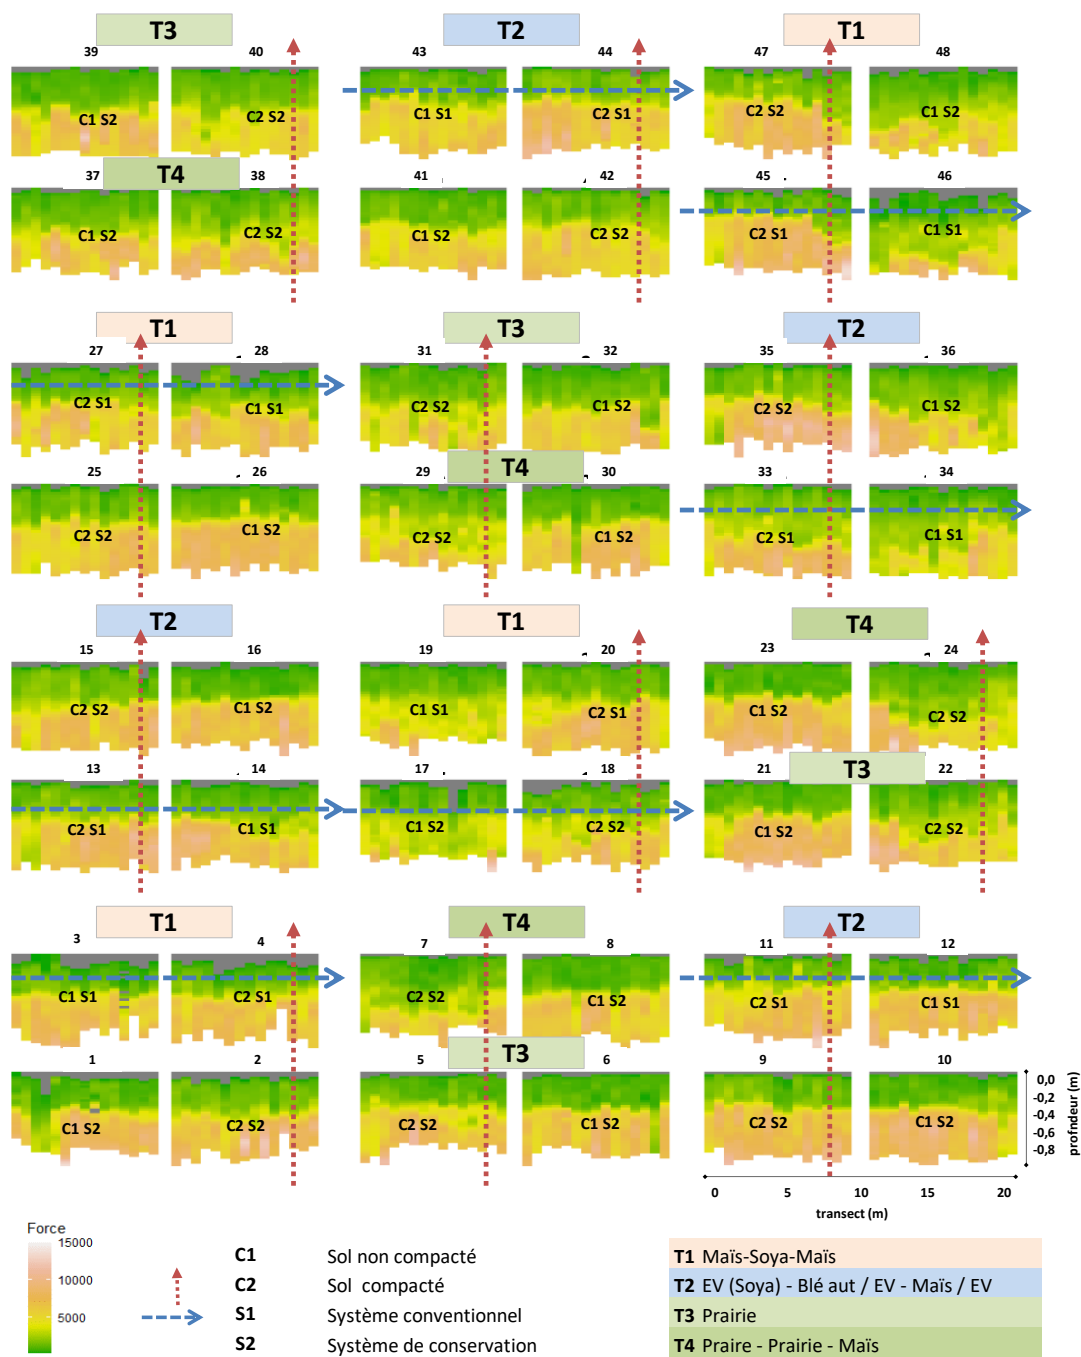 T3 T2 T1
39 40 43 44 47 48
C1 S2 C2 S2 C1 S1 C2 S1 C2 S2 C1 S2
T4
37 38 41 42 45 46
C1 S2 C2 S2 C1 S2 C2 S2 C2 S1 C1 S1
T1 T3 T2
27 28 31 32 35 36
C2 S1 C1 S1 C2 S2 C1 S2 C2 S2 C1 S2
T4
25 26 29 30 33 34
C2 S2 C1 S2 C2 S2 C1 S2 C2 S1 C1 S1
T2 T1 T4
15 16 19 20 23 24
C2 S2 C1 S2 C1 S1 C2 S1 C1 S2 C2 S2
T3
13 14 17 18 21 22
C2 S1 C1 S1 C1 S2 C2 S2 C1 S2 C2 S2
T1 T4 T2
3 4 7 8 11 12
C1 S1 C2 S1 C2 S2 C1 S2 C2 S1 C1 S1
T3
1 2 5 6 9 10
C1 S2 C2 S2 C2 S2 C1 S2 C2 S2 C1 S2
0,0
-0,2
-0,4
-0,6
-0,8
profndeur (m)
0 5 10 15 20
transect (m)
Force
15000
10000
5000
C1 Sol non compacté
C2 Sol compacté
S1 Système conventionnel
S2 Système de conservation
T1 Maïs-Soya-Maïs
T2 EV (Soya) - Blé aut / EV - Maïs / EV
T3 Prairie
T4 Praire - Prairie - Maïs